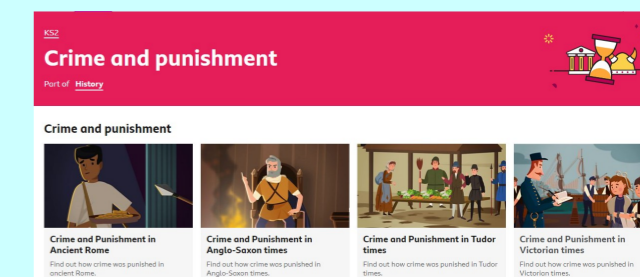 KS2
Crime and punishment
Part of History
Crime and punishment
Crime and Punishment in
Ancient Rome
Find out how crime was punished in
ancient Rome.
Crime and Punishment in
Anglo-Saxon times
Find out how crime was punished in
Anglo-Saxon times.
Crime and Punishment in Tudor
times
Find out how crime was punished in Tudor
times.
Crime and Punishment in
Victorian times
Find out how crime was punished in
Victorian times.